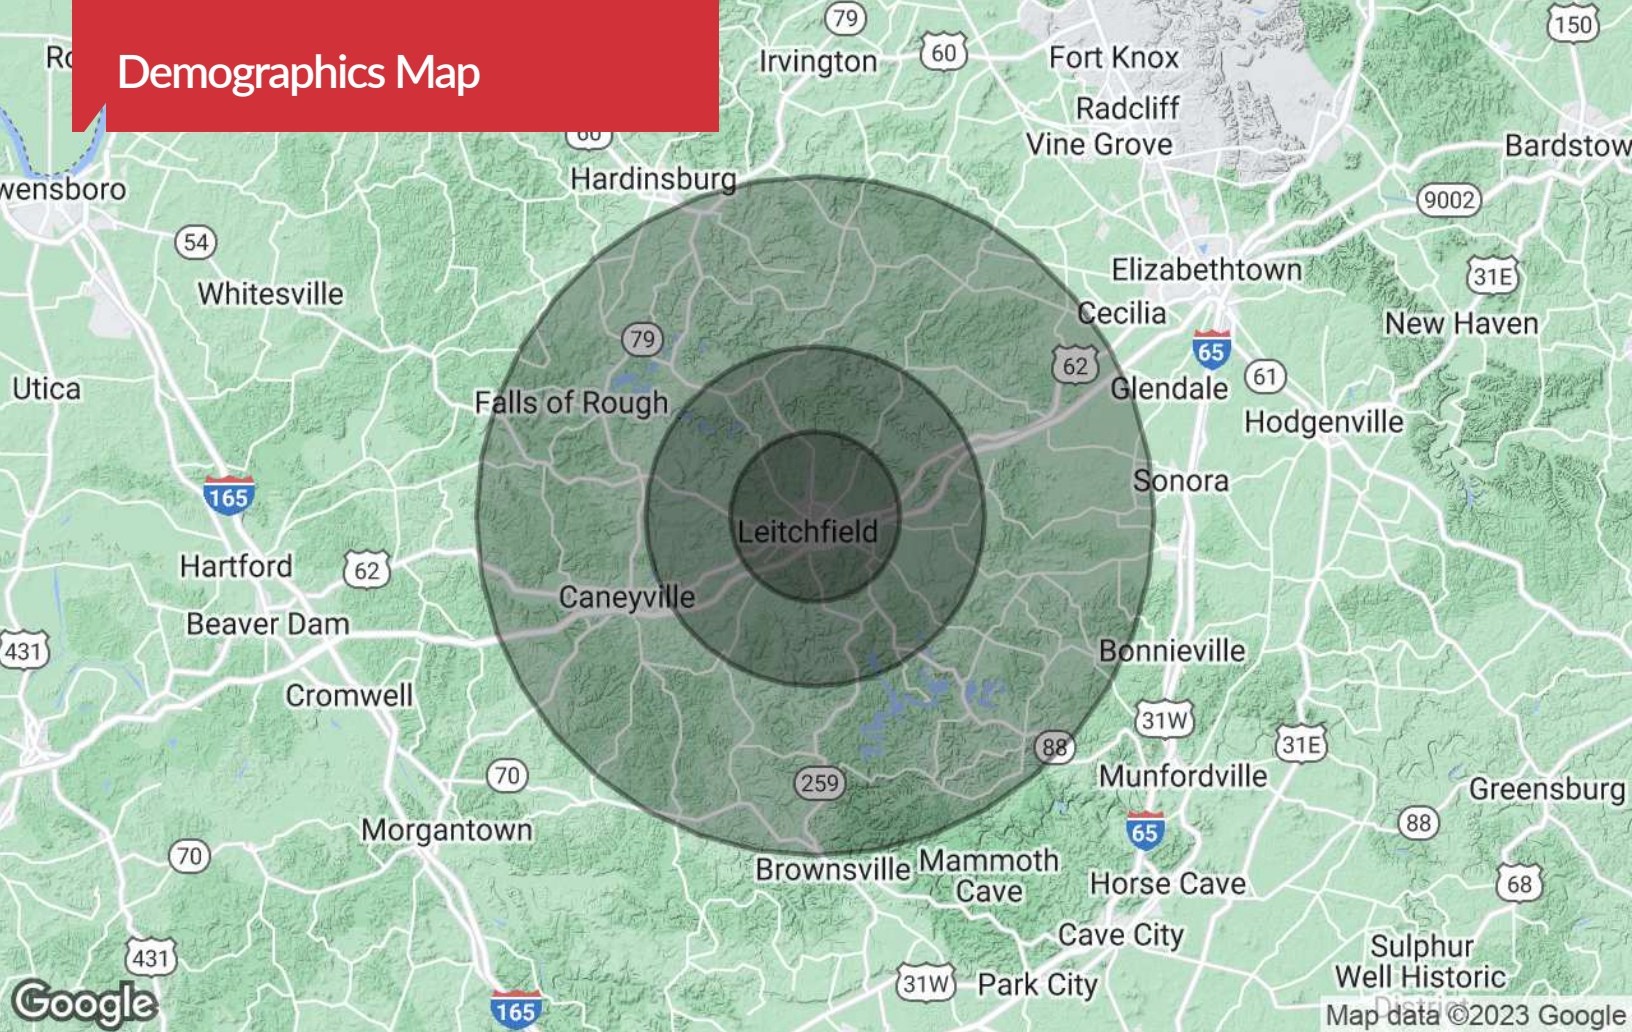 Demographics Map
79
150
60
Irvington
Fort Knox
Radcliff
Vine Grove
60
Bardstow
Hardinsburg
wensboro
9002
54
Elizabethtown
31E
Whitesville
Cecilia
New Haven
79
65
62
61
Utica
Glendale
Falls of Rough
Hodgenville
165
Sonora
Leitchfield
Hartford
62
Caneyville
Beaver Dam
431
Bonnieville
Cromwell
31W
31E
88
70
259
Munfordville
Greensburg
88
65
Morgantown
70
Brownsville
Mammoth
Cave
Horse Cave
68
Cave City
431
Sulphur
Well Historic
District
31W
Park City
Google
165
Map data ©2023 Google